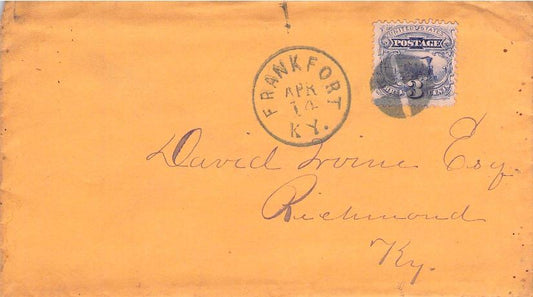 UNITED STATES
POSTAGE
3
FRANKFORT
APR
14
KY.
David Irvine Esq.
Richmond
Ky.